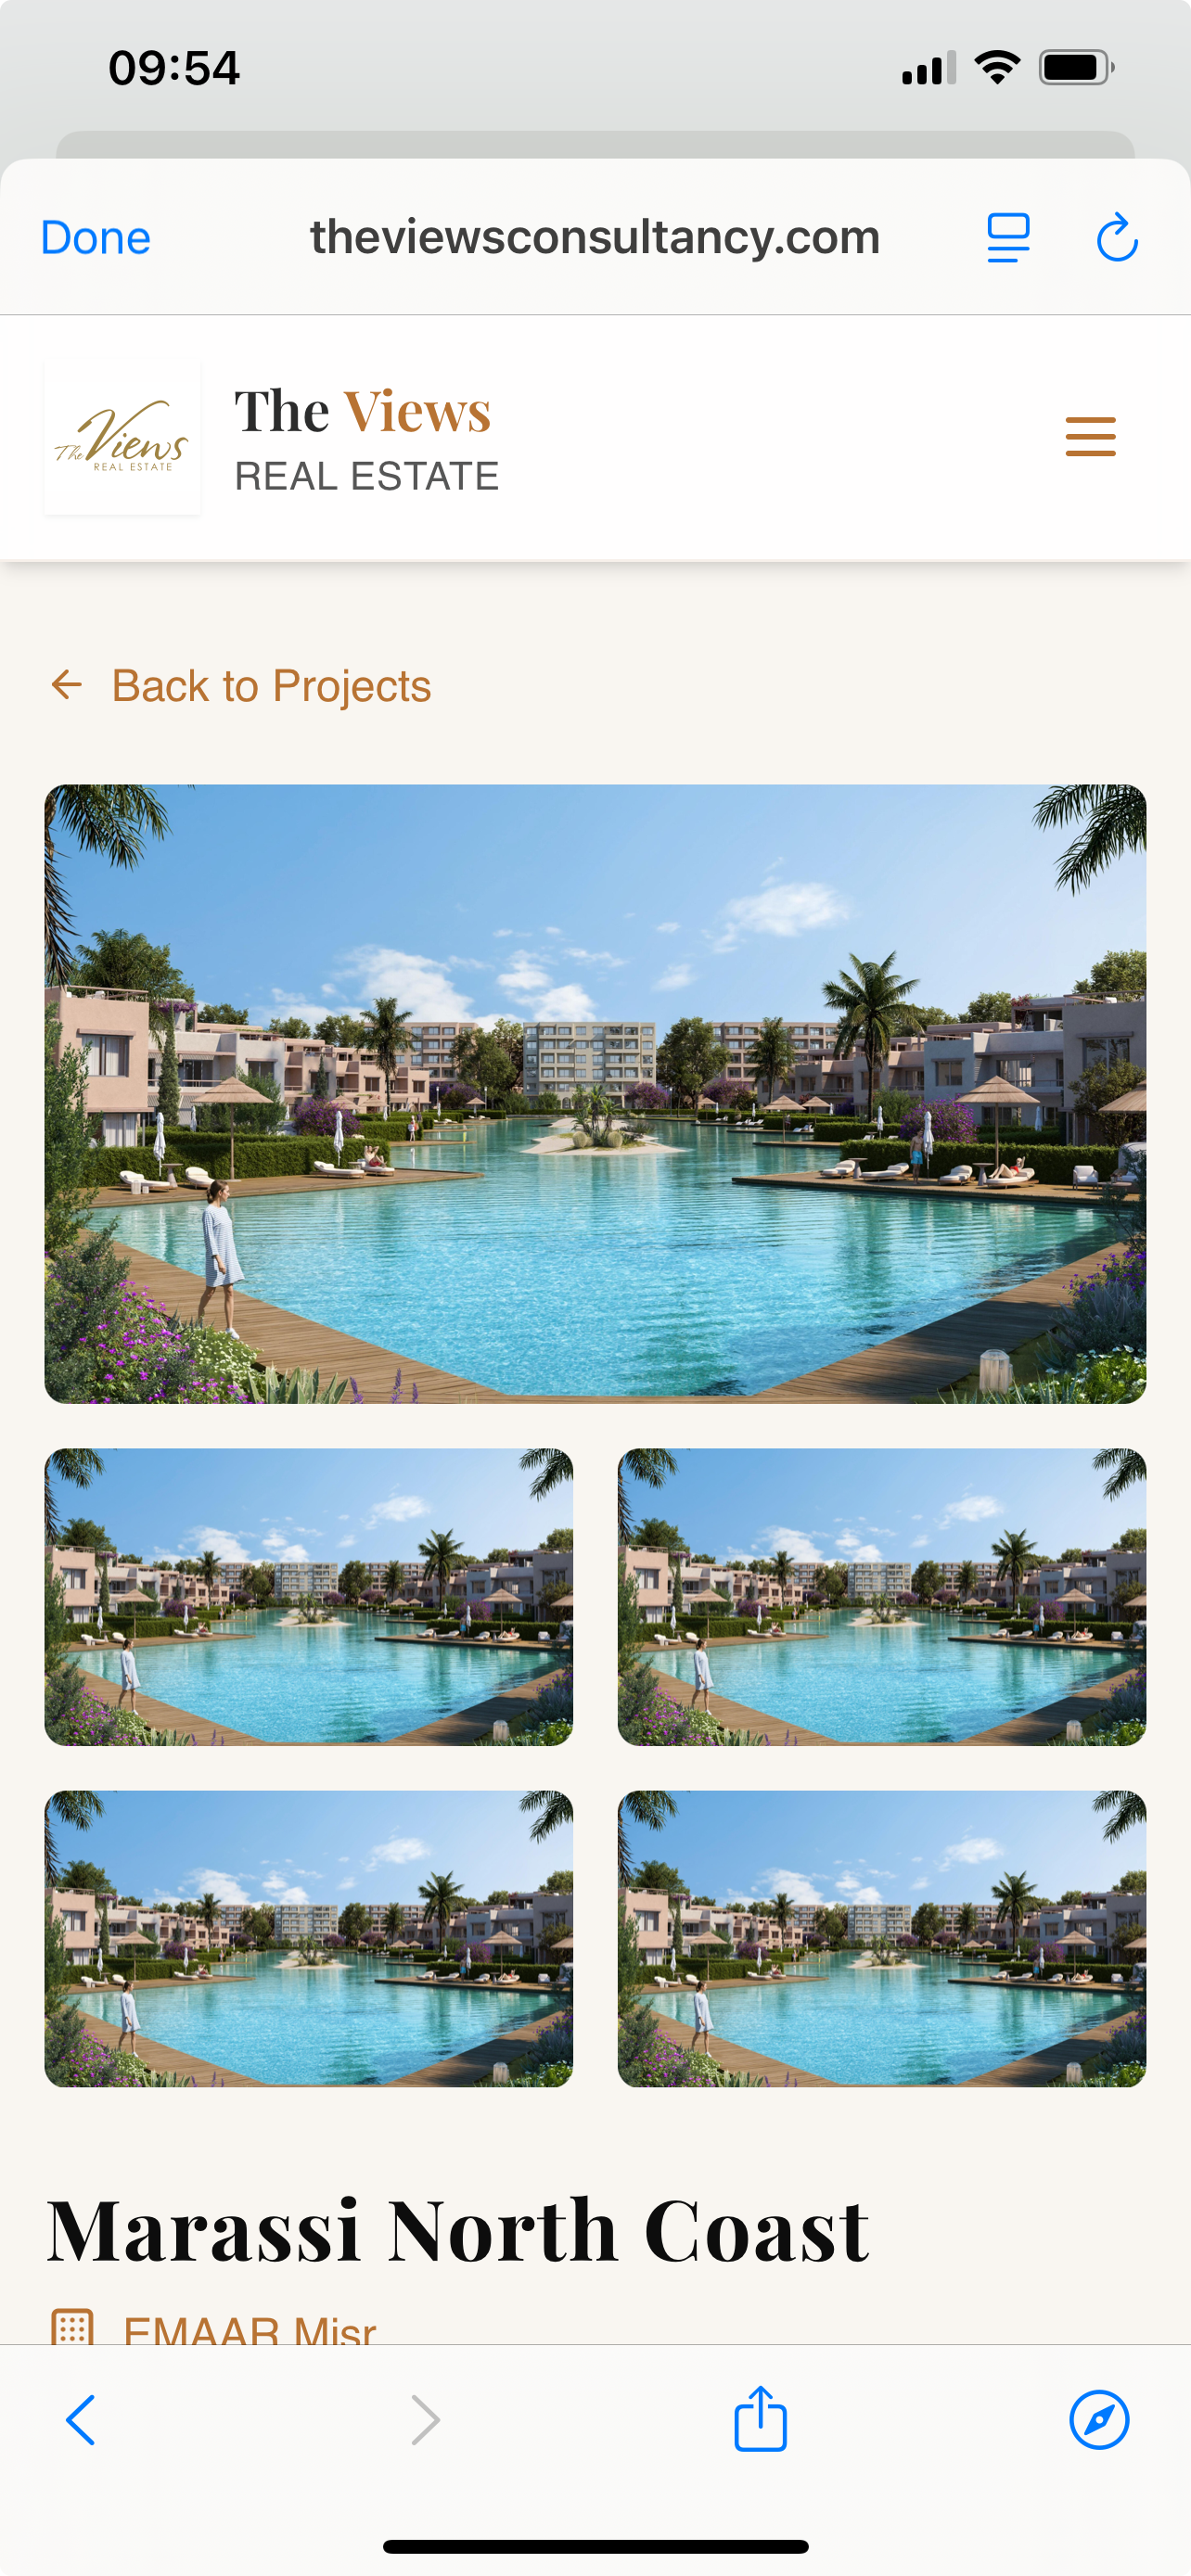 09:54
Done
theviewsconsultancy.com
The Views
REAL ESTATE
The Views
REAL ESTATE
← Back to Projects
Marassi North Coast
EMAAR Misr